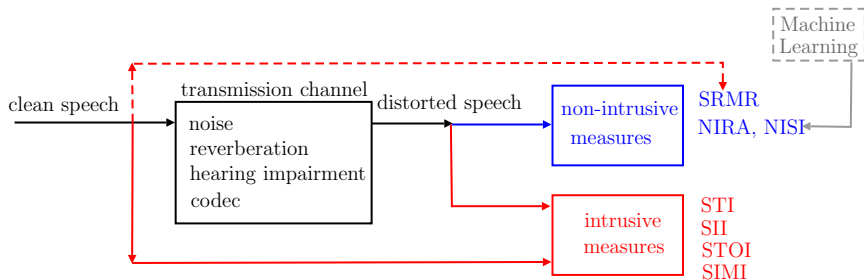 Machine
Learning
clean speech
transmission channel
noise
reverberation
hearing impairment
codec
distorted speech
non-intrusive
measures
SRMR
NIRA, NISI
intrusive
measures
STI
SII
STOI
SIMI